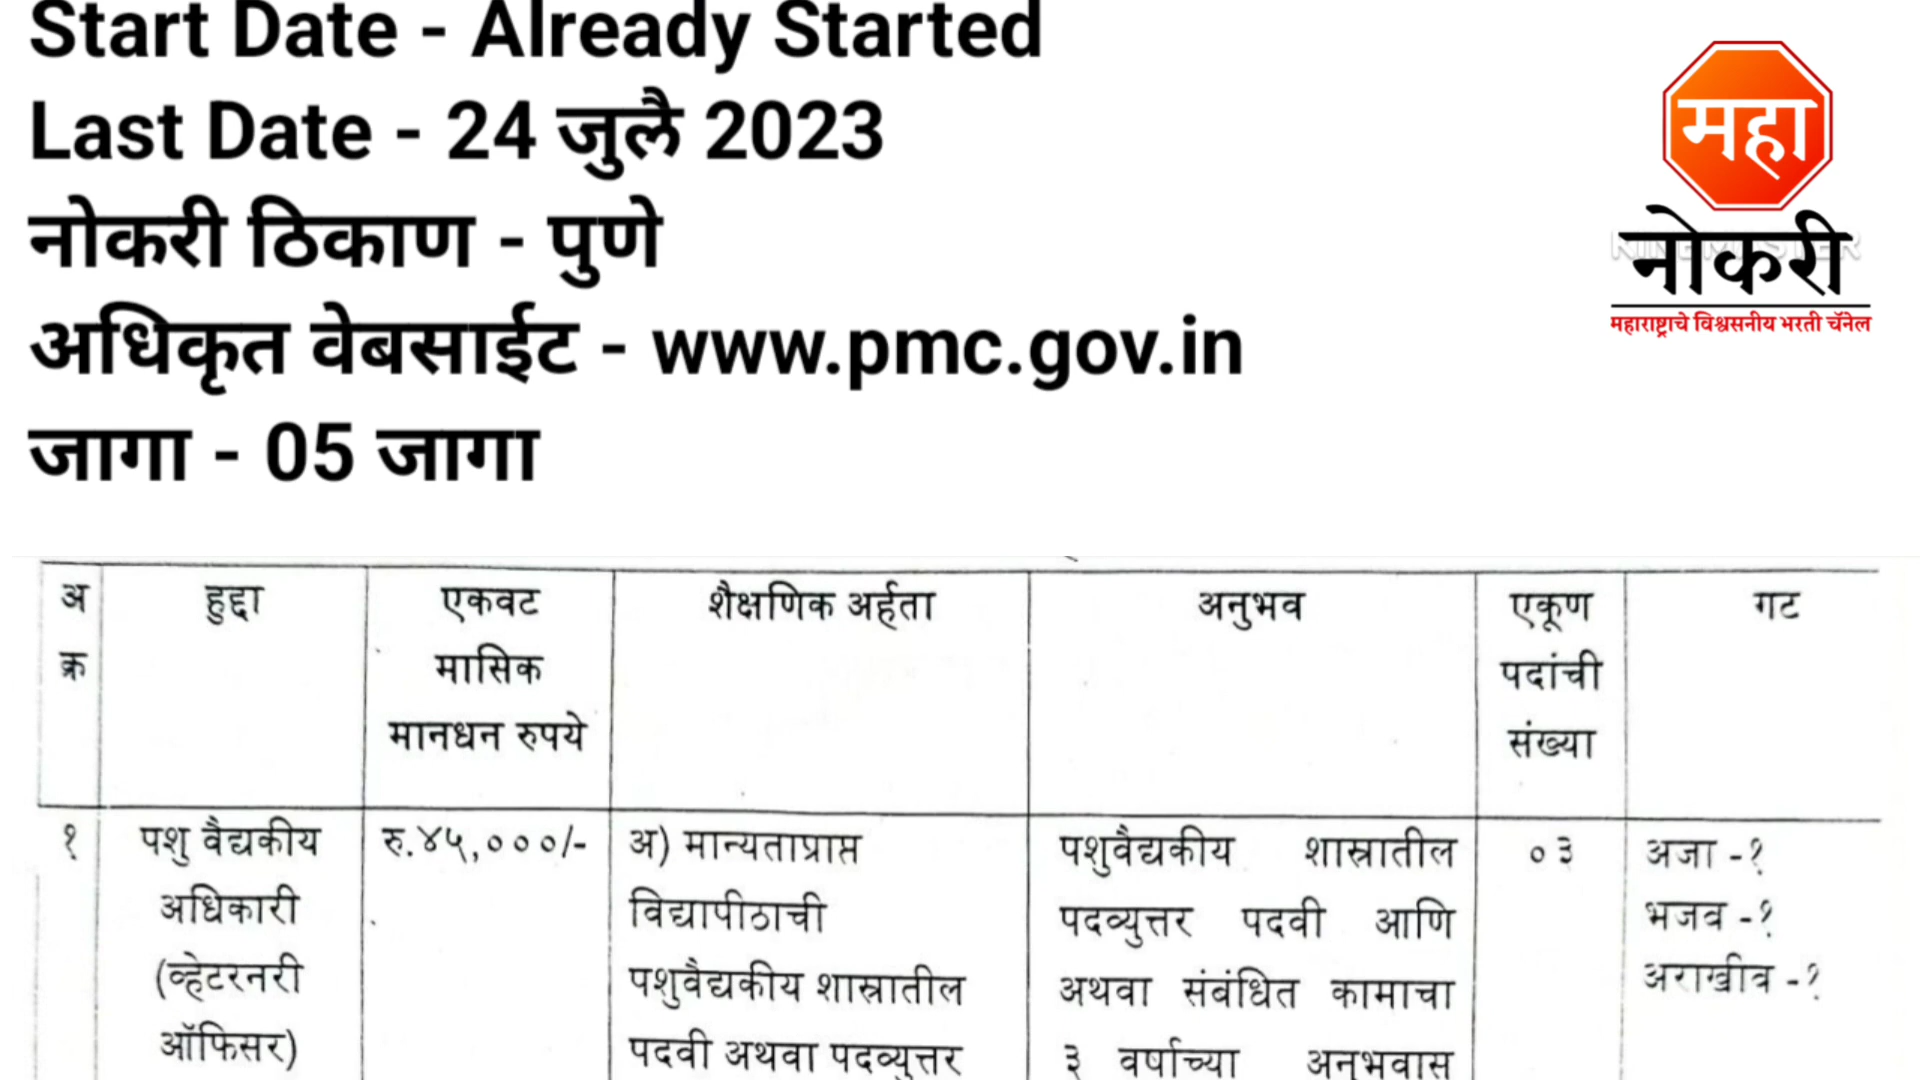 Start Date - Already Started
Last Date - 24 जुलै 2023
नोकरी ठिकाण - पुणे
अधिकृत वेबसाईट - www.pmc.gov.in
जागा - 05 जागा
महा
नोकरी
महाराष्ट्राचे विश्वसनीय भरती चॅनेल
अ क्र
हुद्दा
एकवट
मासिक
मानधन रुपये
शैक्षणिक अर्हता
अनुभव
एकूण
पदांची
संख्या
गट
१
पशु वैद्यकीय
अधिकारी
(व्हेटरनरी
ऑफिसर)
रु.४५,०००/-
अ) मान्यताप्राप्त
विद्यापीठाची
पशुवैद्यकीय शास्त्रातील
पदवी अथवा पदव्युत्तर
पशुवैद्यकीय शास्त्रातील
पदव्युत्तर पदवी आणि
अथवा संबंधित कामाचा
३ वर्षाच्या अनुभवास
०३
अजा -१
भजव -१
अराखीव -१